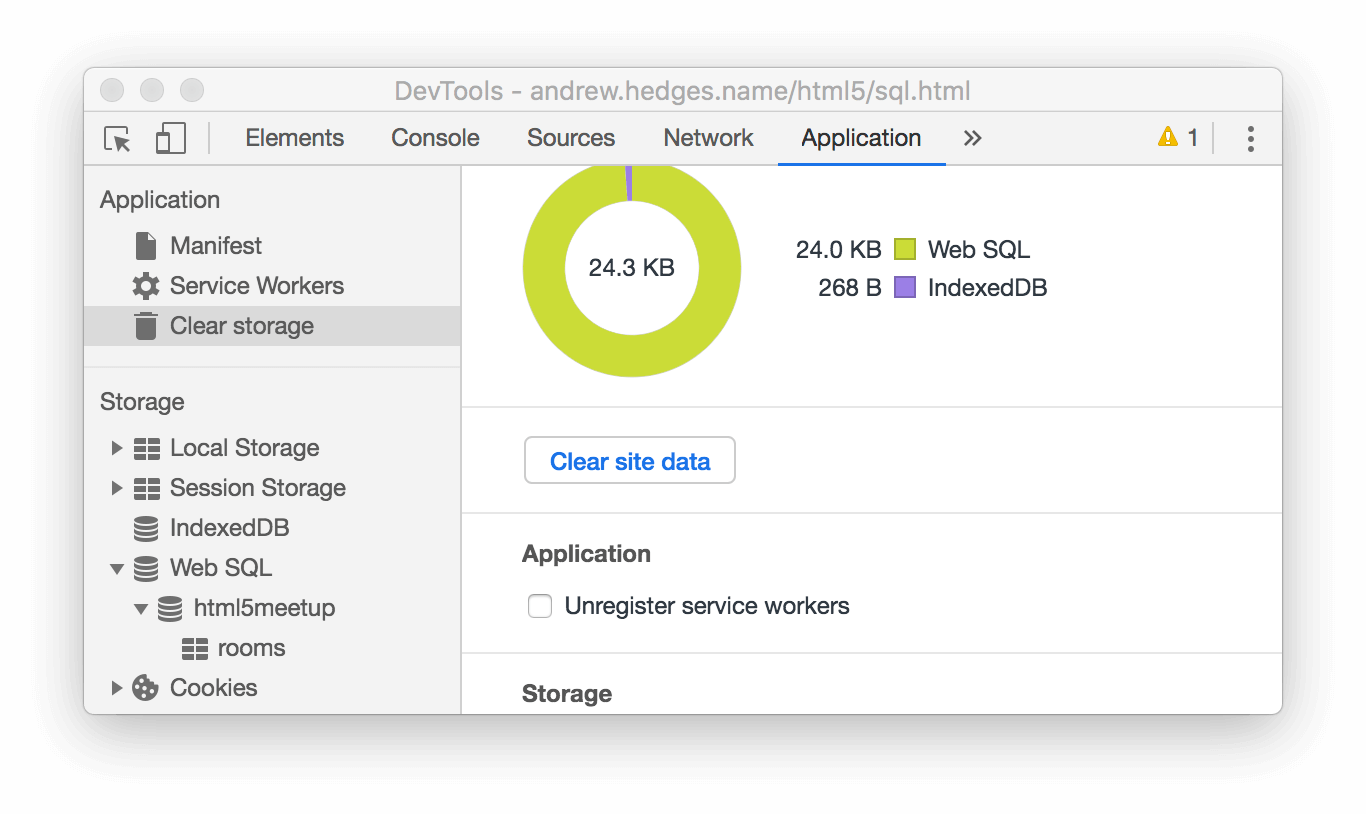 DevTools - andrew.hedges.name/html5/sql.html
Elements Console Sources Network Application » 1
Application
Manifest
Service Workers
Clear storage
Storage
Local Storage
Session Storage
IndexedDB
Web SQL
html5meetup
rooms
Cookies
24.3 KB
24.0 KB Web SQL
268 B IndexedDB
Clear site data
Application
Unregister service workers
Storage